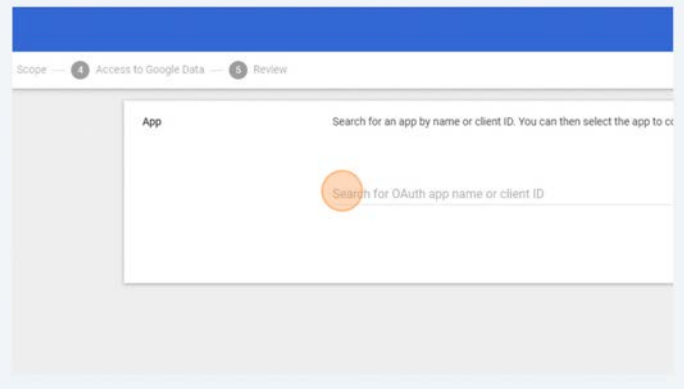 Scope — 4 Access to Google Data — 5 Review
App
Search for an app by name or client ID. You can then select the app to co
Search for OAuth app name or client ID